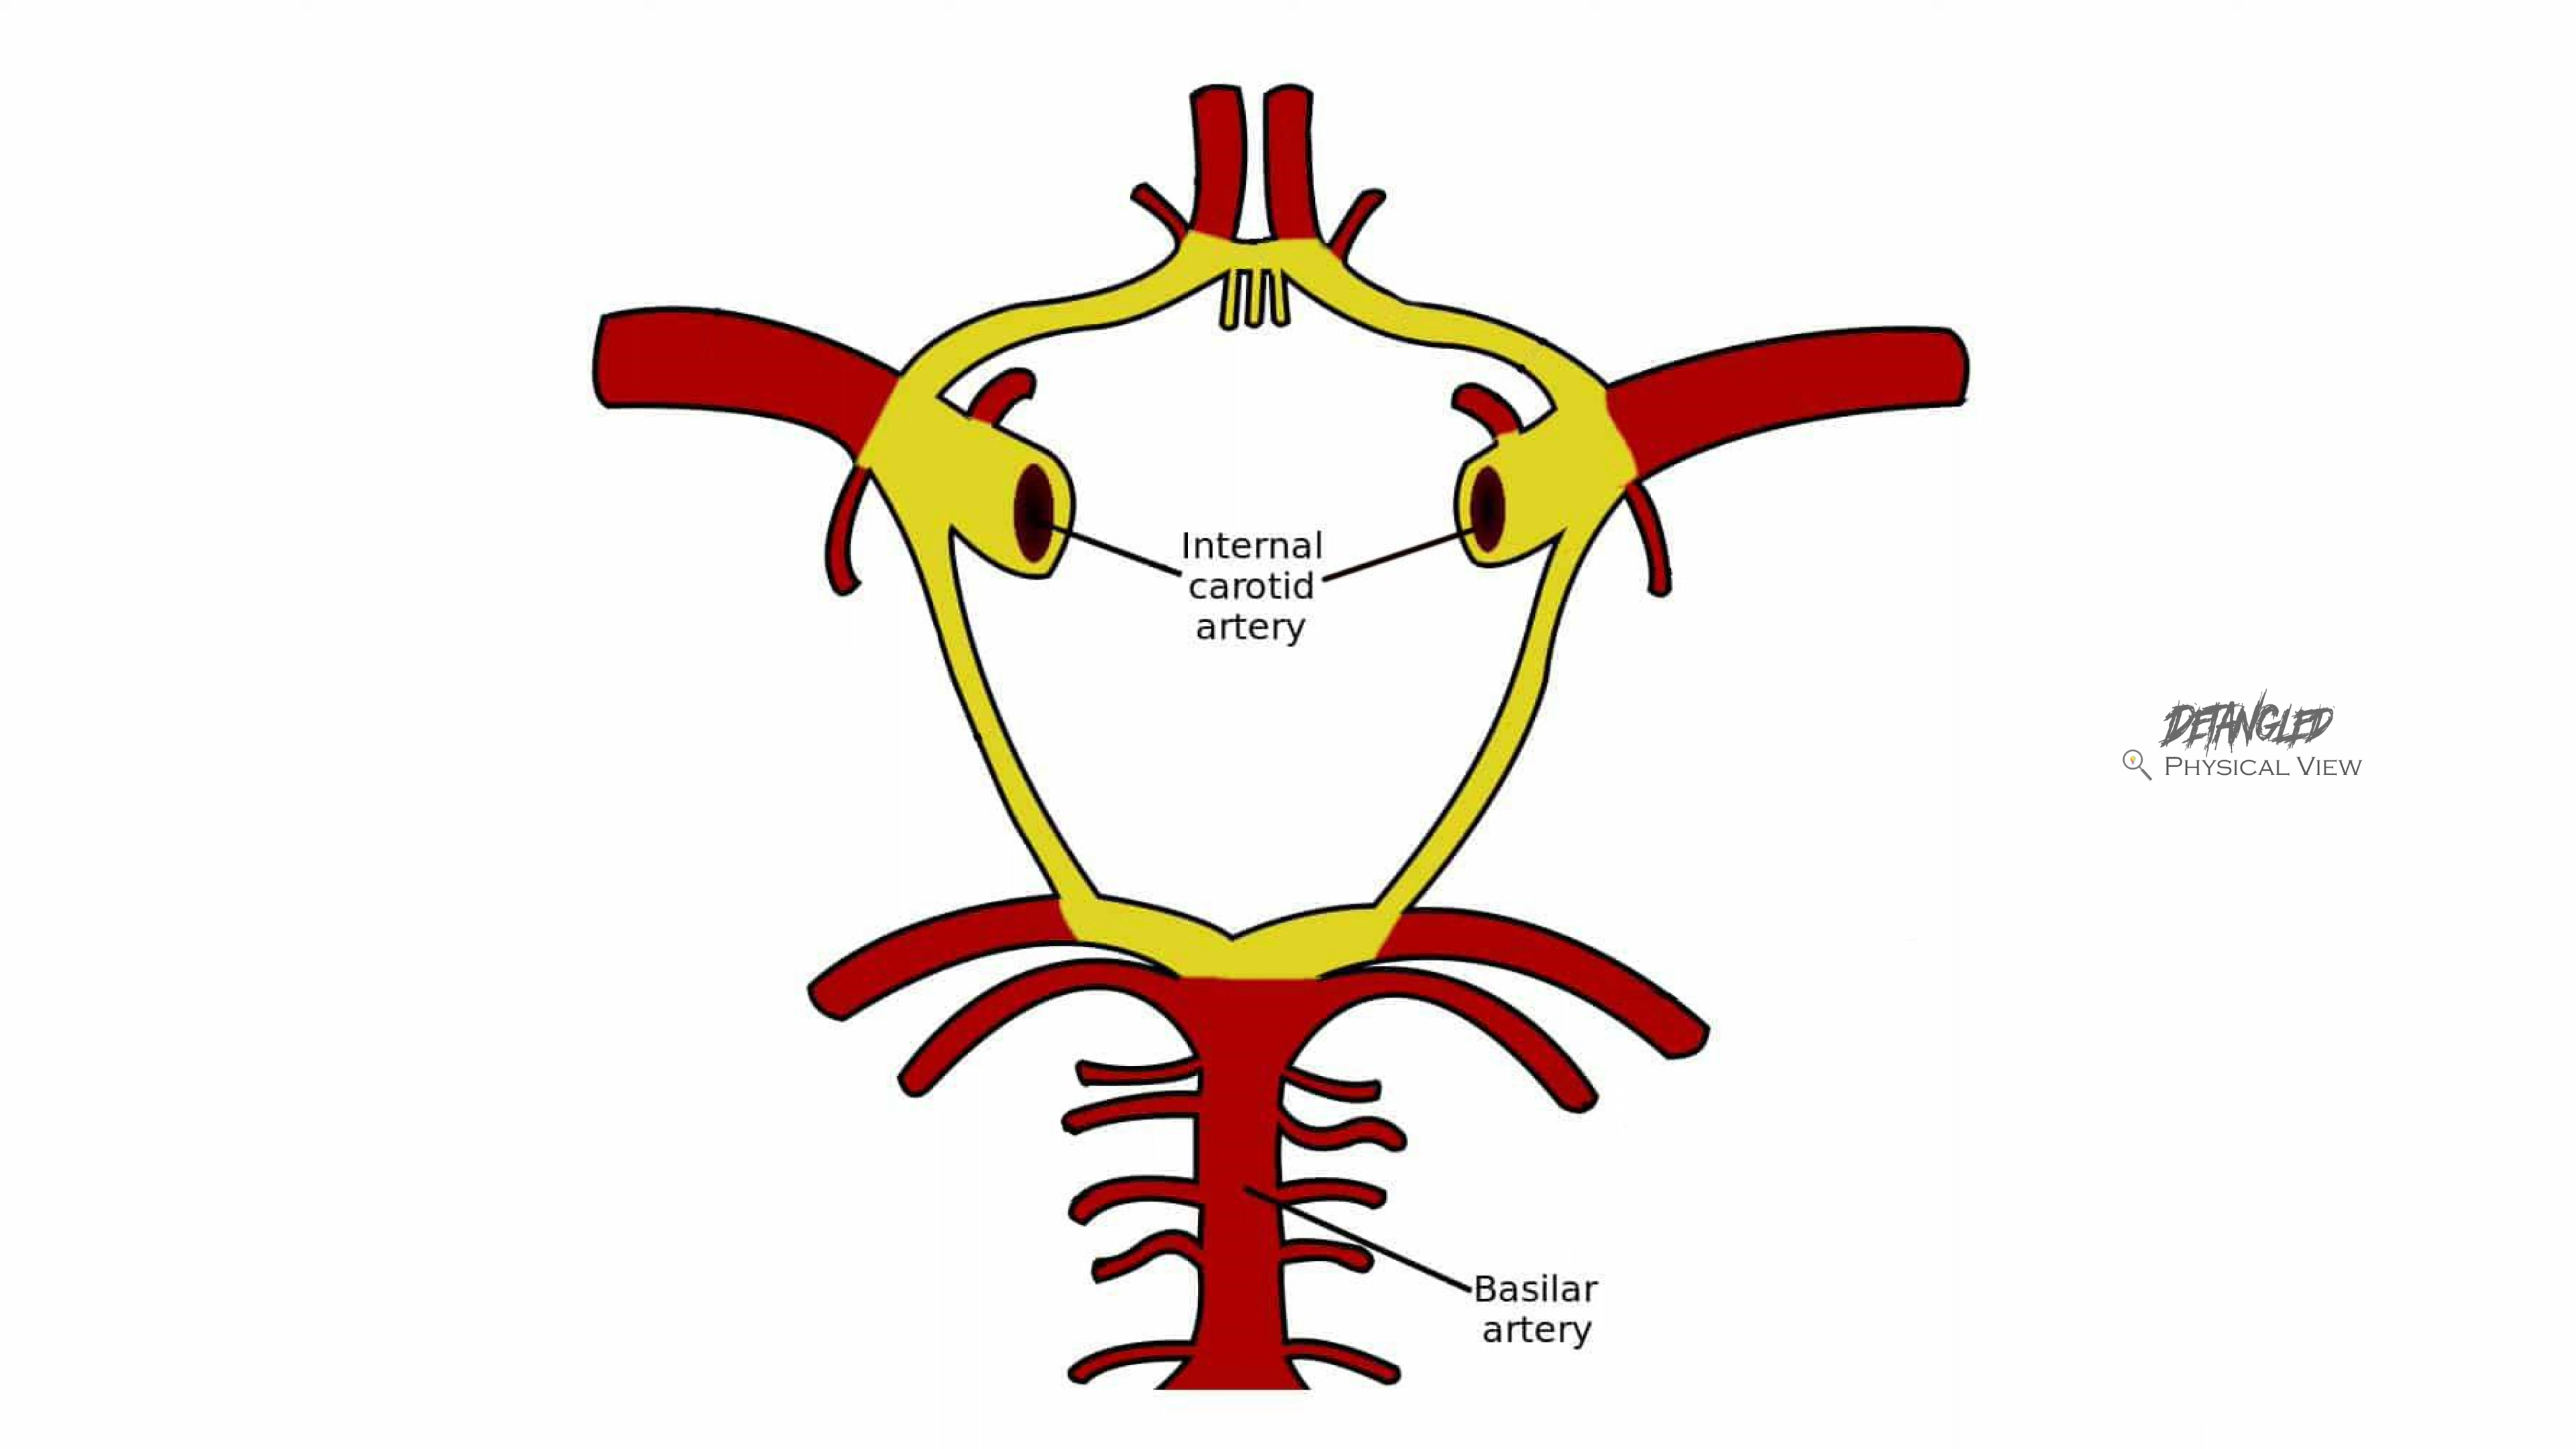 Internal
carotid
artery
DETANGLED
PHYSICAL VIEW
Basilar
artery